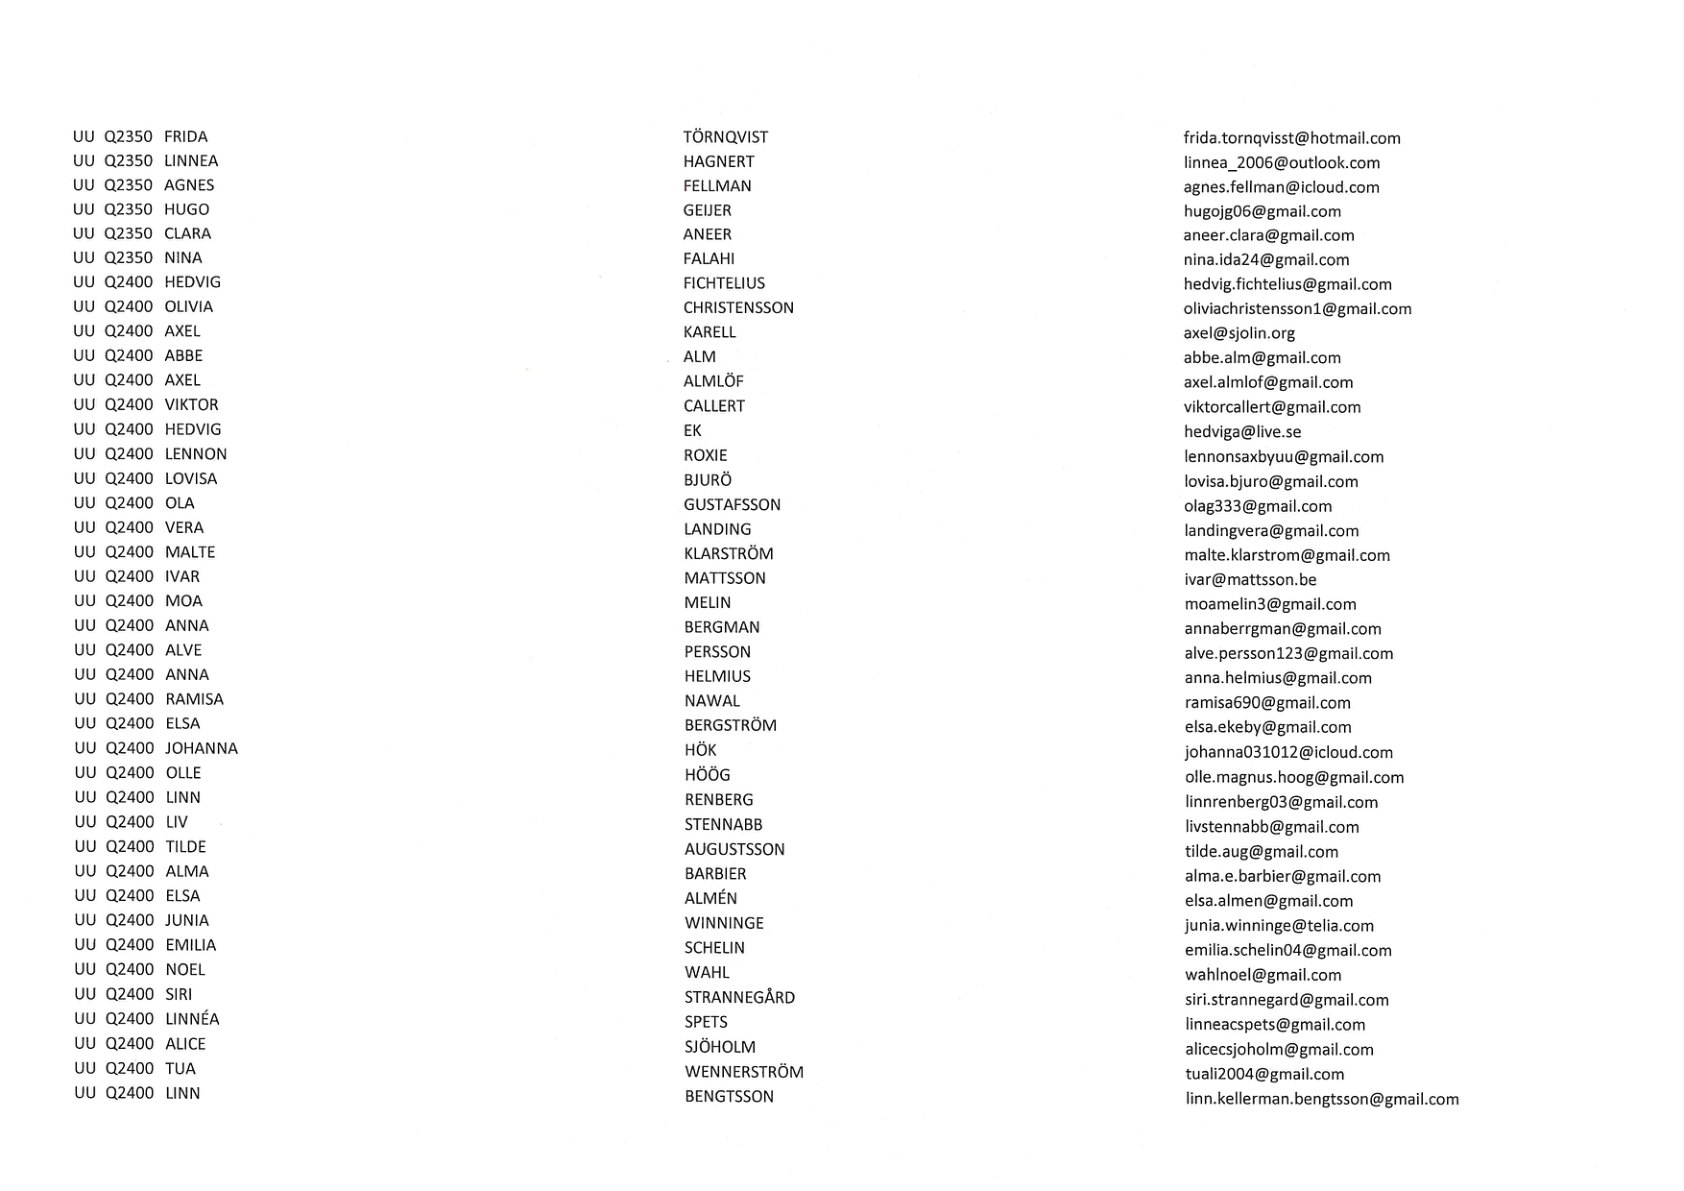 UU Q2350 FRIDA TÖRNQVIST frida.tornqvisst@hotmail.com
UU Q2350 LINNEA HAGNERT linnea_2006@outlook.com
UU Q2350 AGNES FELLMAN agnes.fellman@icloud.com
UU Q2350 HUGO GEIJER hugojg06@gmail.com
UU Q2350 CLARA ANEER aneer.clara@gmail.com
UU Q2350 NINA FALAHI nina.ida24@gmail.com
UU Q2400 HEDVIG FICHTELIUS hedvig.fichtelius@gmail.com
UU Q2400 OLIVIA CHRISTENSSON oliviachristensson1@gmail.com
UU Q2400 AXEL KARELL axel@sjolin.org
UU Q2400 ABBE ALM abbe.alm@gmail.com
UU Q2400 AXEL ALMLÖF axel.almlof@gmail.com
UU Q2400 VIKTOR CALLERT viktorcallert@gmail.com
UU Q2400 HEDVIG EK hedviga@live.se
UU Q2400 LENNON ROXIE lennonsaxbyuu@gmail.com
UU Q2400 LOVISA BJURÖ lovisa.bjuro@gmail.com
UU Q2400 OLA GUSTAFSSON olag333@gmail.com
UU Q2400 VERA LANDING landingvera@gmail.com
UU Q2400 MALTE KLARSTRÖM malte.klarstrom@gmail.com
UU Q2400 IVAR MATTSSON ivar@mattsson.be
UU Q2400 MOA MELIN moamelin3@gmail.com
UU Q2400 ANNA BERGMAN annaberrgman@gmail.com
UU Q2400 ALVE PERSSON alve.persson123@gmail.com
UU Q2400 ANNA HELMIUS anna.helmius@gmail.com
UU Q2400 RAMISA NAWAL ramisa690@gmail.com
UU Q2400 ELSA BERGSTRÖM elsa.ekeby@gmail.com
UU Q2400 JOHANNA HÖK johanna031012@icloud.com
UU Q2400 OLLE HÖÖG olle.magnus.hoog@gmail.com
UU Q2400 LINN RENBERG linnrenberg03@gmail.com
UU Q2400 LIV STENNABB livstennabb@gmail.com
UU Q2400 TILDE AUGUSTSSON tilde.aug@gmail.com
UU Q2400 ALMA BARBIER alma.e.barbier@gmail.com
UU Q2400 ELSA ALMÉN elsa.almen@gmail.com
UU Q2400 JUNIA WINNINGE junia.winninge@telia.com
UU Q2400 EMILIA SCHELIN emilia.schelin04@gmail.com
UU Q2400 NOEL WAHL wahlnoel@gmail.com
UU Q2400 SIRI STRANNEGÅRD siri.strannegard@gmail.com
UU Q2400 LINNÉA SPETS linneacspets@gmail.com
UU Q2400 ALICE SJÖHOLM alicecsjoholm@gmail.com
UU Q2400 TUA WENNERSTRÖM tuali2004@gmail.com
UU Q2400 LINN BENGTSSON linn.kellerman.bengtsson@gmail.com